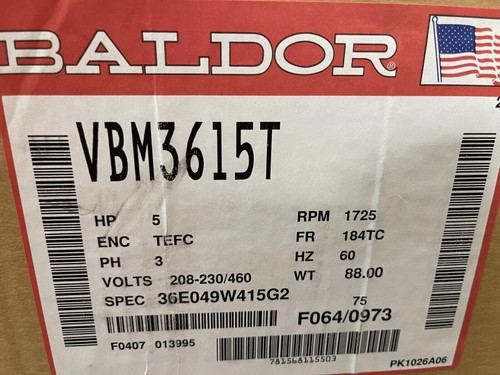 BALDOR
VBM3615T
HP 5 RPM 1725
ENC TEFC FR 184TC
PH 3 HZ 60
VOLTS 208-230/460 WT 88.00
SPEC 36E049W415G2 75
F064/0973
F0407 013995
781568115503
PK1026A06